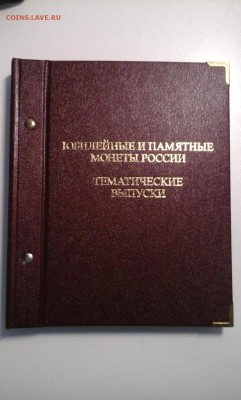 COINS.LAVE.RU
ЮБИЛЕЙНЫЕ И ПАМЯТНЫЕ
МОНЕТЫ РОССИИ
ТЕМАТИЧЕСКИЕ
ВЫПУСКИ